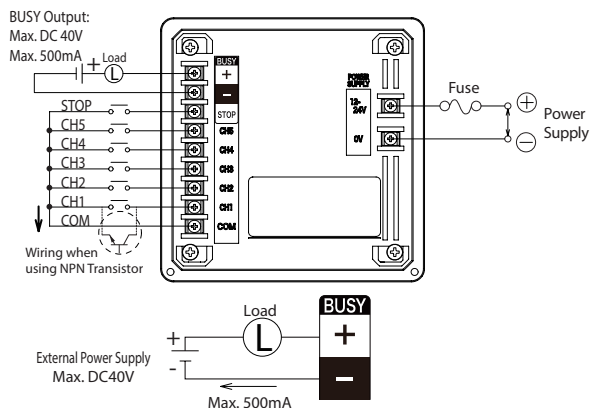 BUSY Output:
Max. DC 40V
Max. 500mA
+
Load
L
STOP
CH5
CH4
CH3
CH2
CH1
COM
Wiring when
using NPN Transistor
BUSY
+
−
STOP
CH5
CH4
CH3
CH2
CH1
COM
POWER
SUPPLY
12-
24V
0V
Fuse
+
−
Power
Supply
External Power Supply
Max. DC40V
+
-
Load
L
BUSY
+
−
Max. 500mA